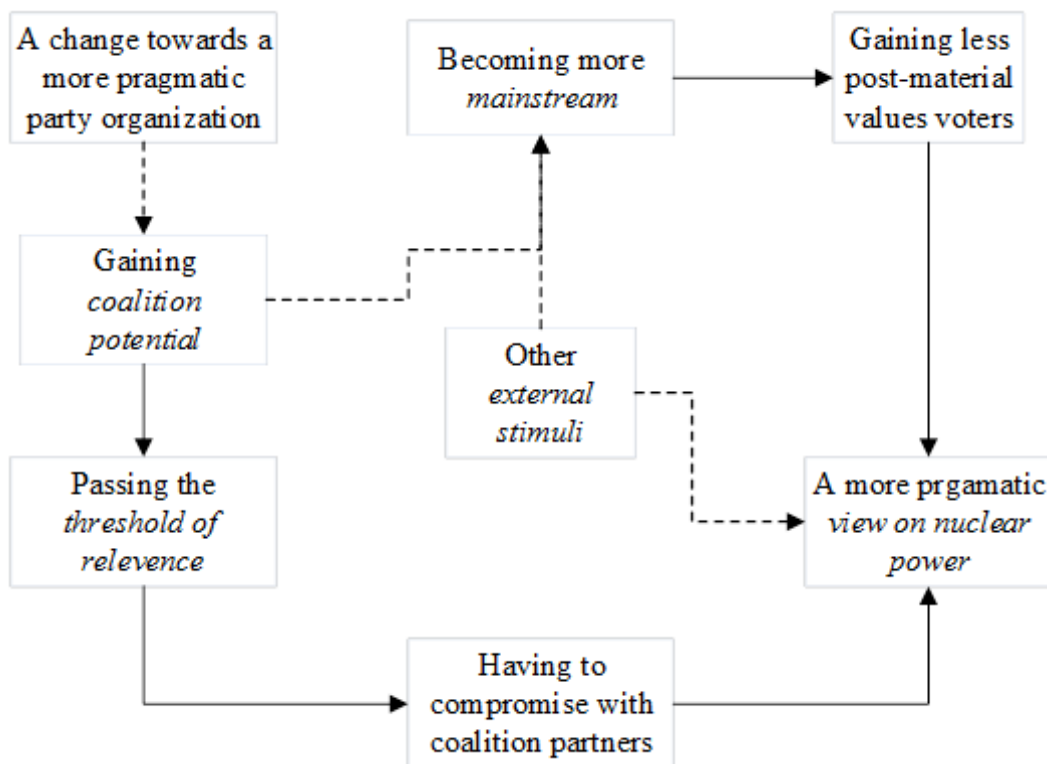 A change towards a
more pragmatic
party organization
Becoming more
mainstream
Gaining less
post-material
values voters
Gaining
coalition
potential
Other
external
stimuli
Passing the
threshold of
relevence
A more prgamatic
view on nuclear
power
Having to
compromise with
coalition partners